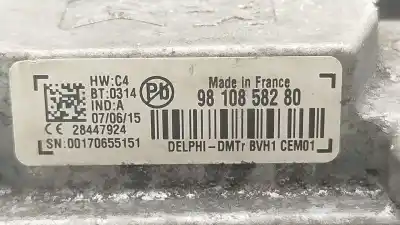 HW:C4
BT:0314
IND:A
07/06/15
CE 28447924
SN:00170655151
Pb
Made in France
98 108 582 80
DELPHI-DMTr BVH1 CEM01